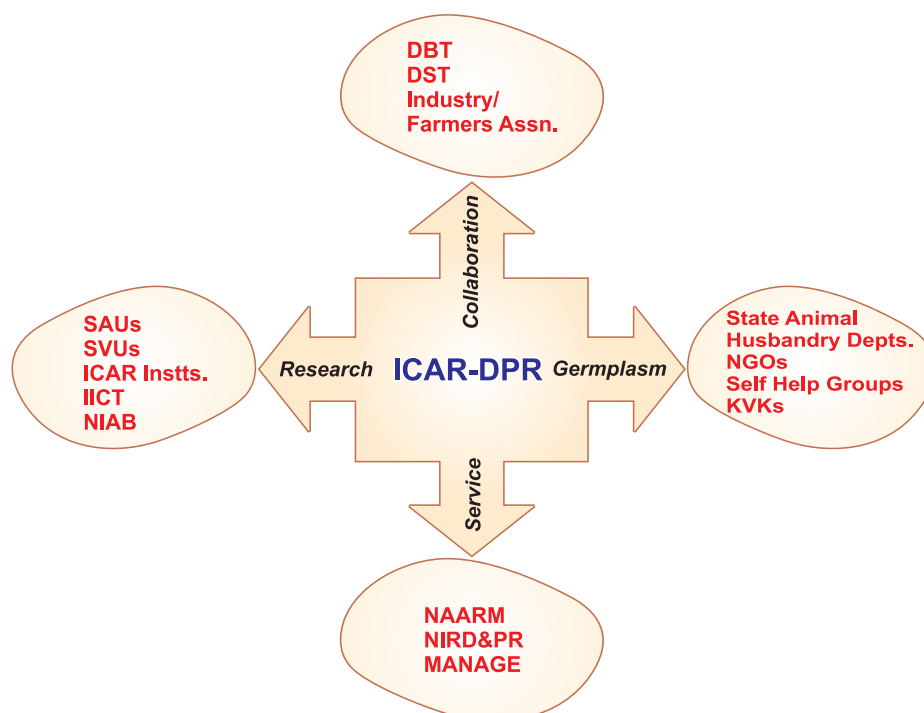 DBT
DST
Industry/
Farmers Assn.
Collaboration
SAUs
SVUs
ICAR Instts.
IICT
NIAB
Research
ICAR-DPR
Germplasm
State Animal
Husbandry Depts.
NGOs
Self Help Groups
KVKs
Service
NAARM
NIRD&PR
MANAGE